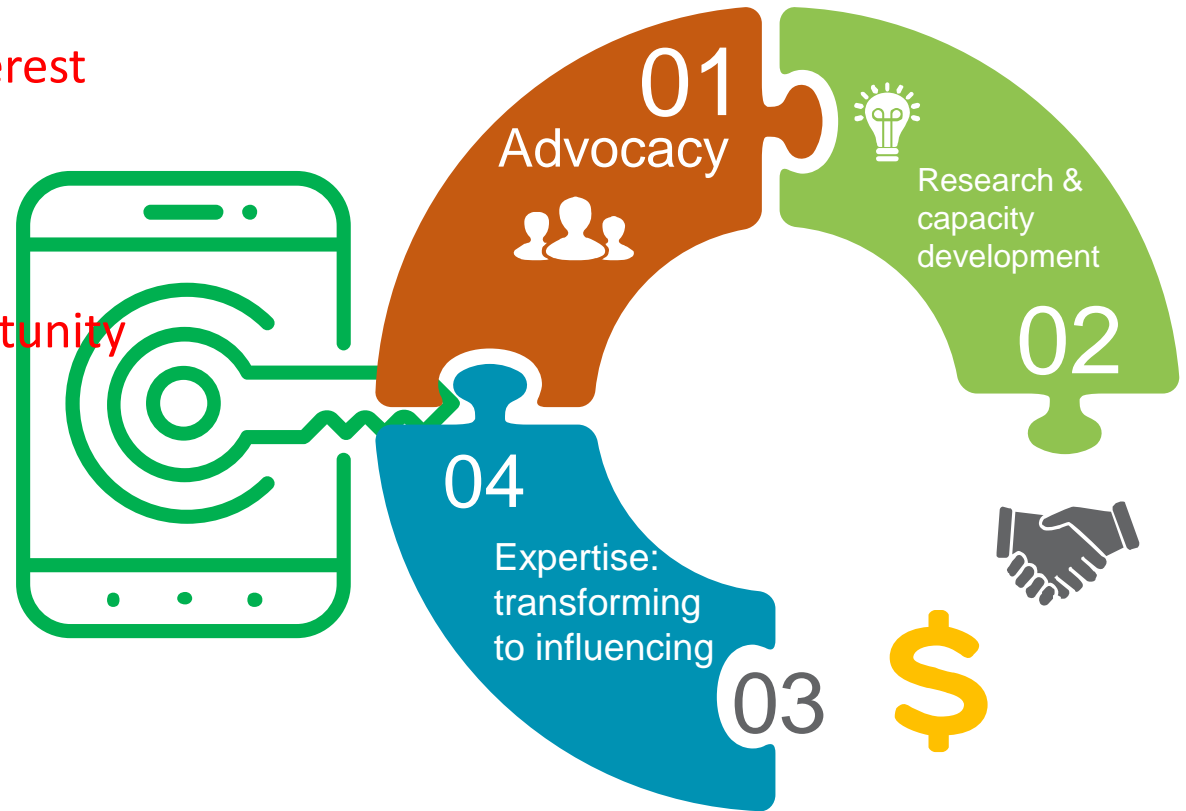 erest
tunity
01
Advocacy
Research &
capacity
development
02
04
Expertise:
transforming
to influencing
03
$